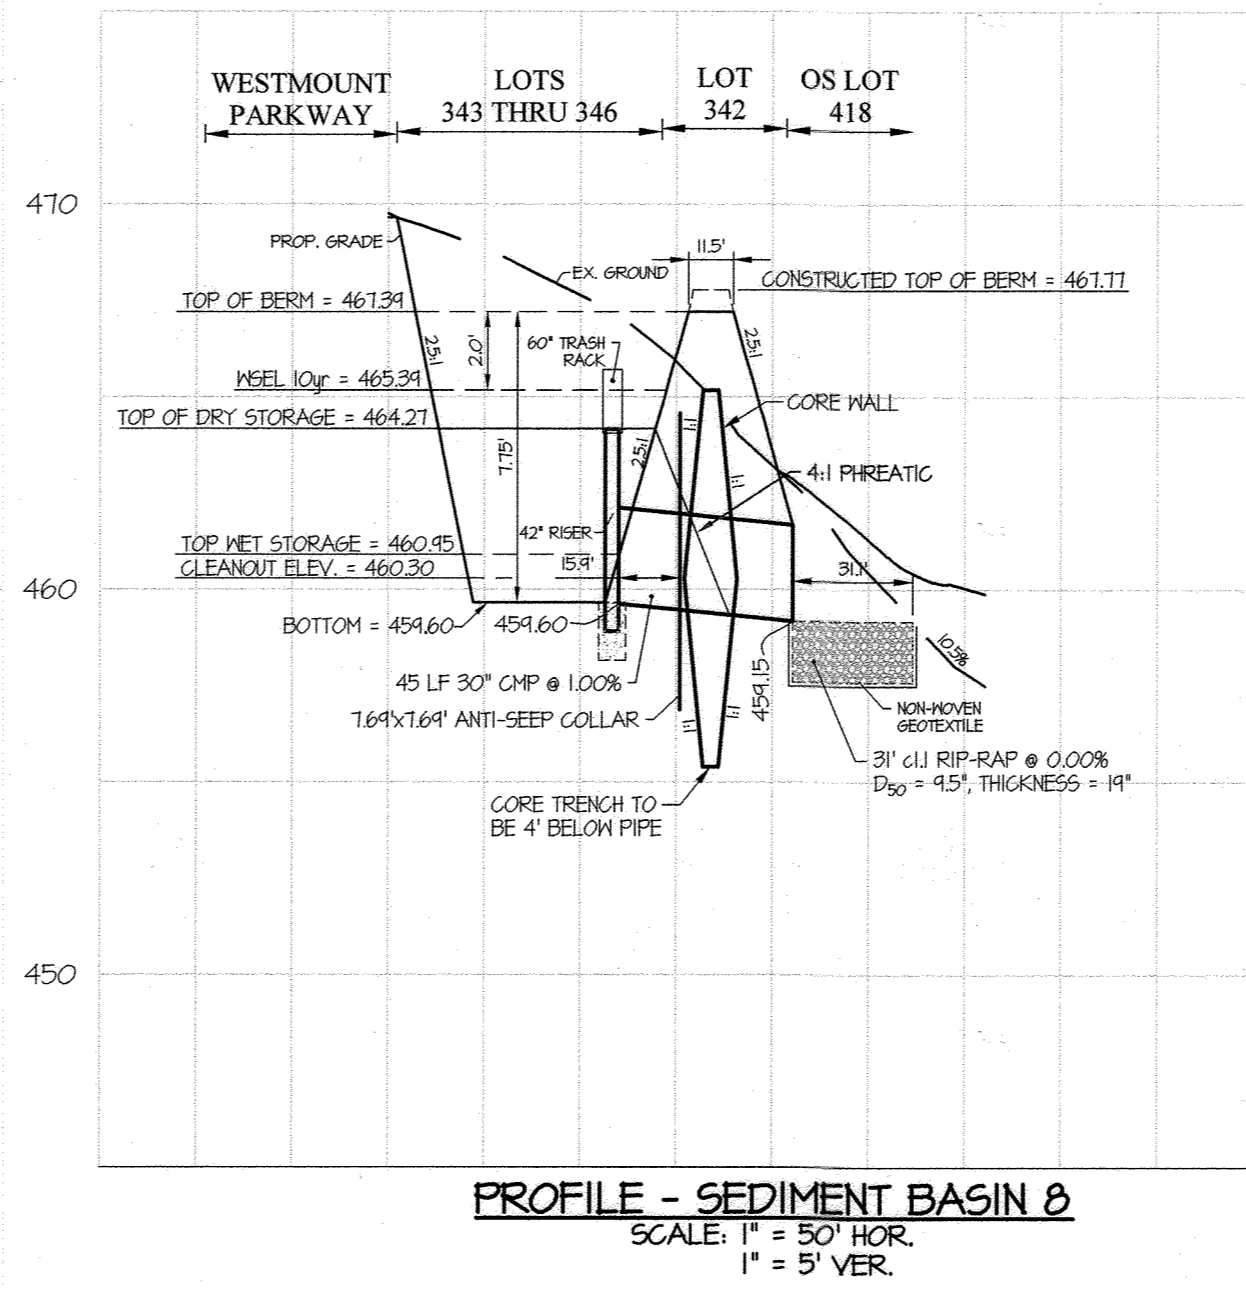 WESTMOUNT
PARKWAY
LOTS
343 THRU 346
LOT
342
OS LOT
418
470
PROP. GRADE
EX. GROUND
11.5'
CONSTRUCTED TOP OF BERM = 467.77
TOP OF BERM = 467.39
2.5:1
2.0'
60" TRASH
RACK
2.5:1
WSEL 10yr = 465.39
CORE WALL
TOP OF DRY STORAGE = 464.27
1:1
7.75'
2.5:1
1:1
4:1 PHREATIC
42" RISER
TOP WET STORAGE = 460.95
15.9'
CLEANOUT ELEV. = 460.30
31.1'
460
BOTTOM = 459.60
459.60
10.5%
45 LF 30" CMP @ 1.00%
459.15
7.69'x7.69' ANTI-SEEP COLLAR
1:1
1:1
NON-WOVEN
GEOTEXTILE
31' cl.1 RIP-RAP @ 0.00%
D50 = 9.5", THICKNESS = 19"
CORE TRENCH TO
BE 4' BELOW PIPE
450
PROFILE - SEDIMENT BASIN 8
SCALE: 1" = 50' HOR.
1" = 5' VER.